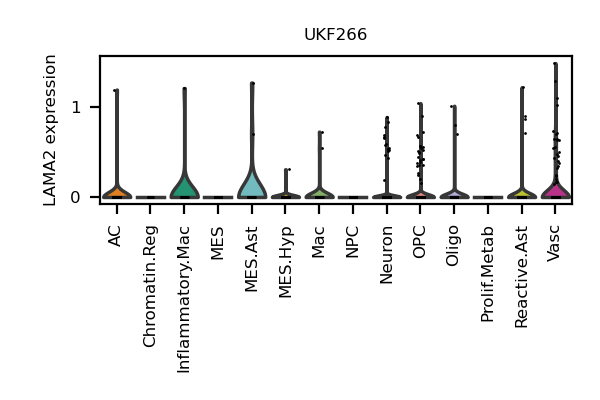 UKF266
LAMA2 expression
1
0
AC
Chromatin.Reg
Inflammatory.Mac
MES
MES.Ast
MES.Hyp
Mac
NPC
Neuron
OPC
Oligo
Prolif.Metab
Reactive.Ast
Vasc